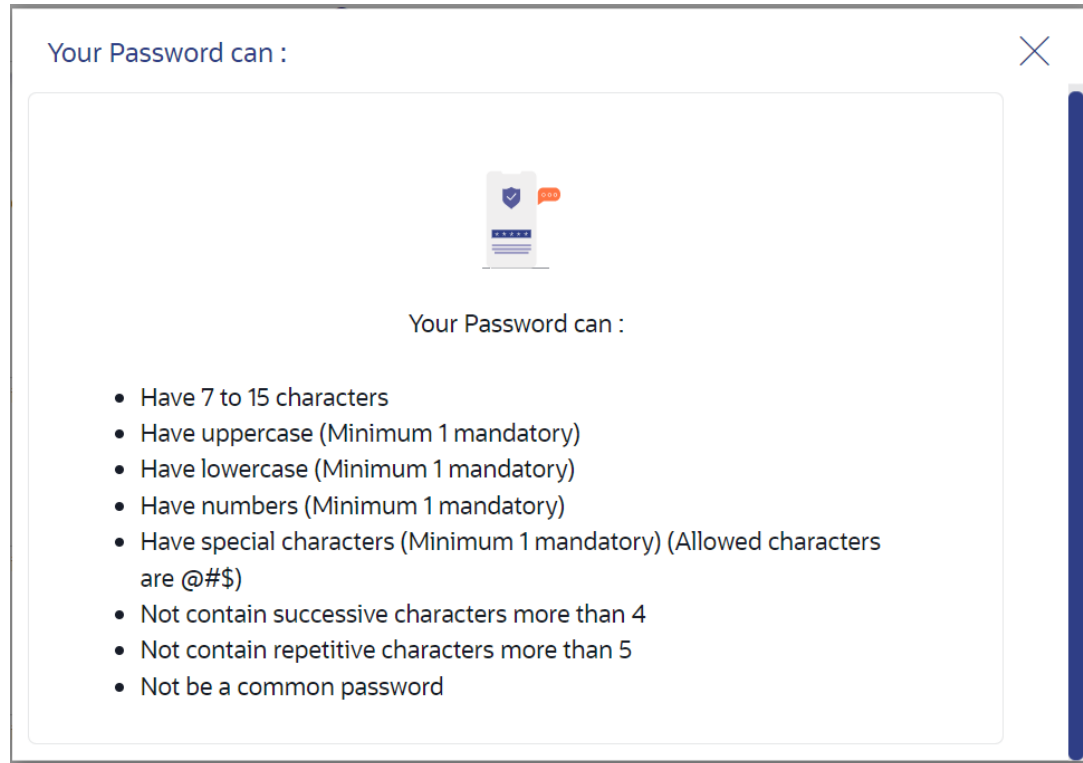 Your Password can :
Your Password can :
• Have 7 to 15 characters
• Have uppercase (Minimum 1 mandatory)
• Have lowercase (Minimum 1 mandatory)
• Have numbers (Minimum 1 mandatory)
• Have special characters (Minimum 1 mandatory) (Allowed characters
are @#$)
• Not contain successive characters more than 4
• Not contain repetitive characters more than 5
• Not be a common password